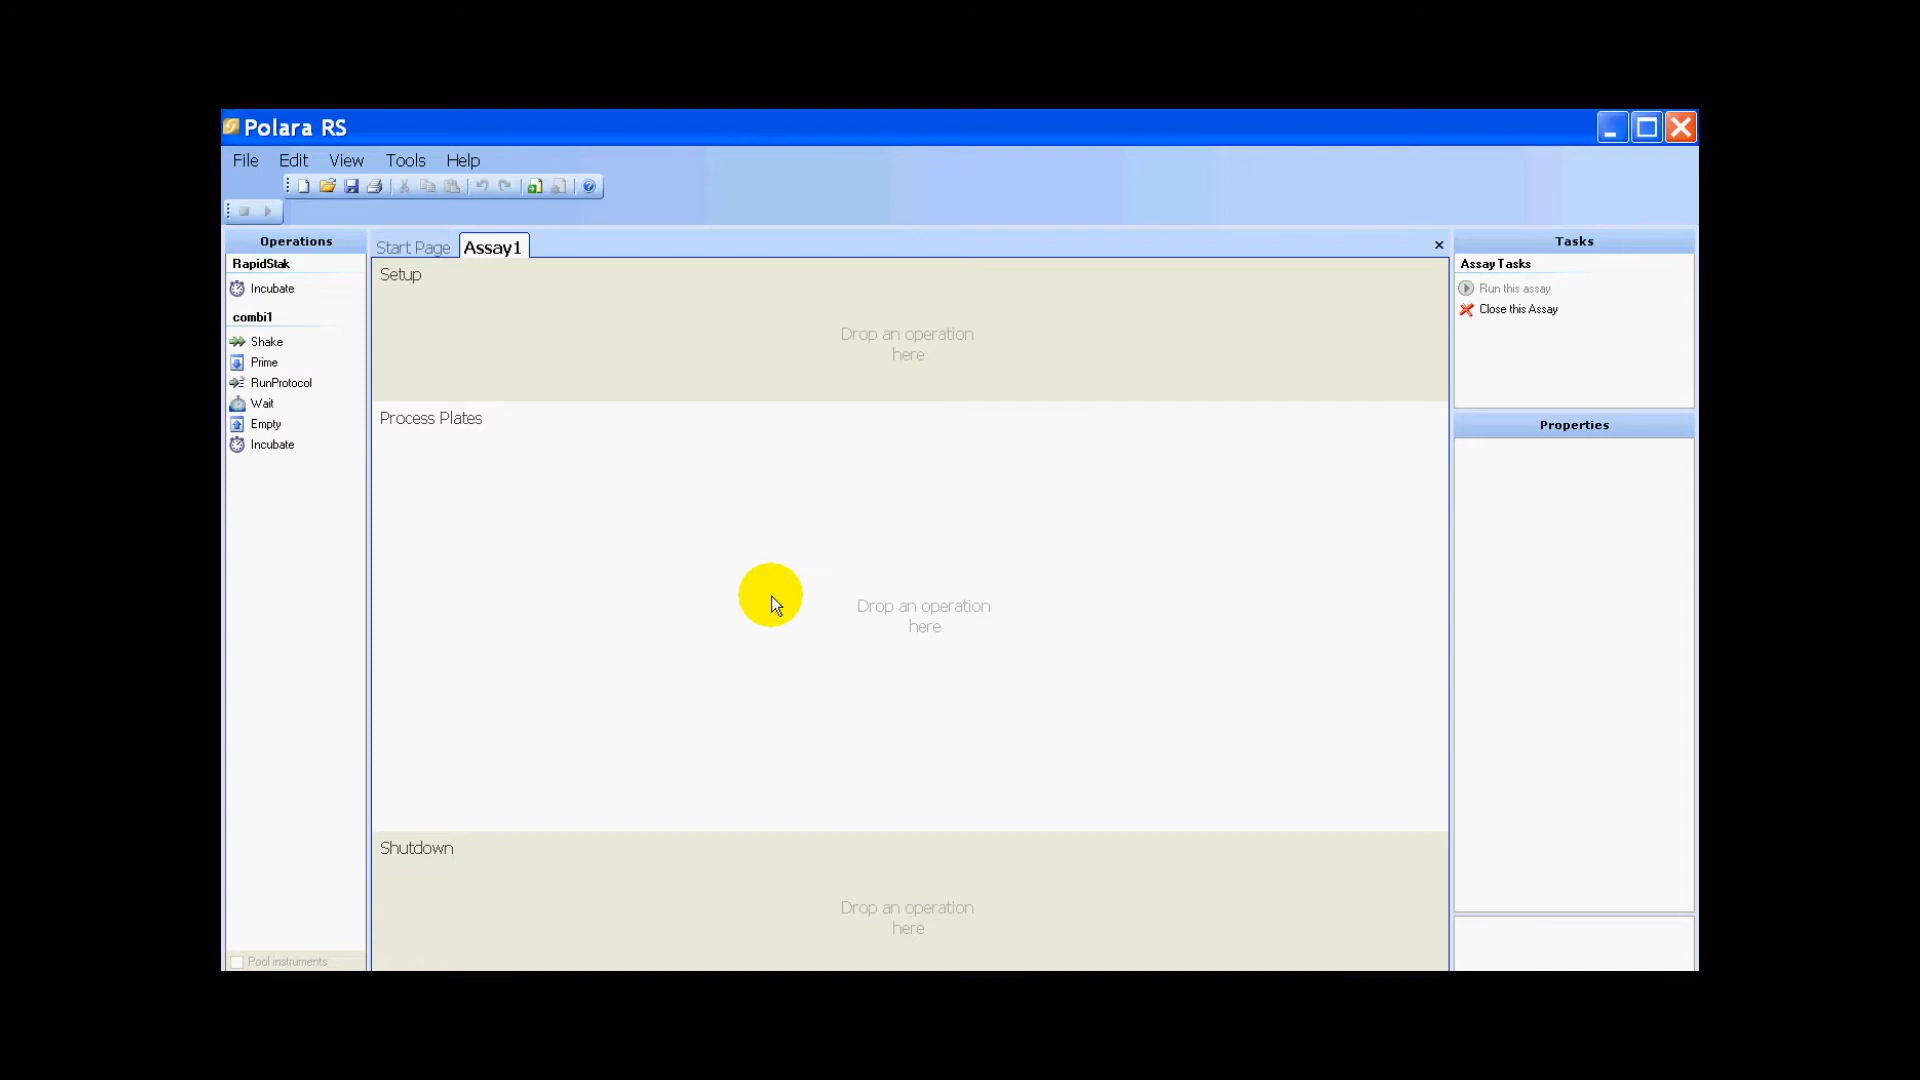 Polara RS
File Edit View Tools Help
Operations
RapidStak
Incubate
combi1
Shake
Prime
RunProtocol
Wait
Empty
Incubate
Pool instruments
Start Page Assay1
Setup
Drop an operation
here
Process Plates
Drop an operation
here
Shutdown
Drop an operation
here
Tasks
Assay Tasks
Run this assay
Close this Assay
Properties